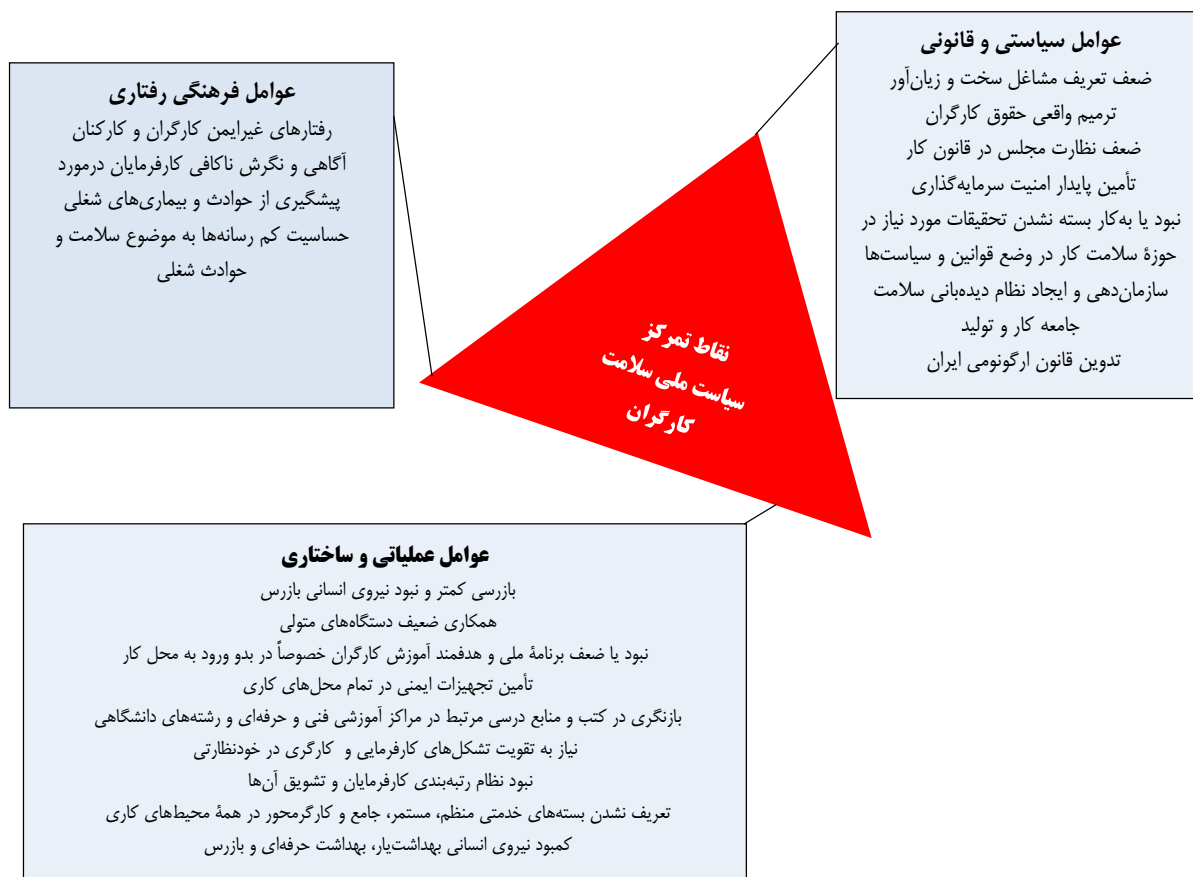 عوامل سیاستی و قانونی
ضعف تعریف مشاغل سخت و زیان‌آور
ترمیم واقعی حقوق کارگران
ضعف نظارت مجلس در قانون کار
تأمین پایدار امنیت سرمایه‌گذاری
نبود یا به‌کار بسته نشدن تحقیقات مورد نیاز در
حوزۀ سلامت کار در وضع قوانین و سیاست‌ها
سازمان‌دهی و ایجاد نظام دیده‌بانی سلامت
جامعه کار و تولید
تدوین قانون ارگونومی ایران
عوامل فرهنگی رفتاری
رفتارهای غیرایمن کارگران و کارکنان
آگاهی و نگرش ناکافی کارفرمایان درمورد
پیشگیری از حوادث و بیماری‌های شغلی
حساسیت کم رسانه‌ها به موضوع سلامت و
حوادث شغلی
نقاط تمرکز
سیاست ملی سلامت
کارگران
عوامل عملیاتی و ساختاری
بازرسی کمتر و نبود نیروی انسانی بازرس
همکاری ضعیف دستگاه‌های متولی
نبود یا ضعف برنامۀ ملی و هدفمند آموزش کارگران خصوصاً در بدو ورود به محل کار
تأمین تجهیزات ایمنی در تمام محل‌های کاری
بازنگری در کتب و منابع درسی مرتبط در مراکز آموزشی فنی و حرفه‌ای و رشته‌های دانشگاهی
نیاز به تقویت تشکل‌های کارفرمایی و کارگری در خودنظارتی
نبود نظام رتبه‌بندی کارفرمایان و تشویق آن‌ها
تعریف نشدن بسته‌های خدمتی منظم، مستمر، جامع و کارگرمحور در همۀ محیط‌های کاری
کمبود نیروی انسانی بهداشت‌یار، بهداشت حرفه‌ای و بازرس